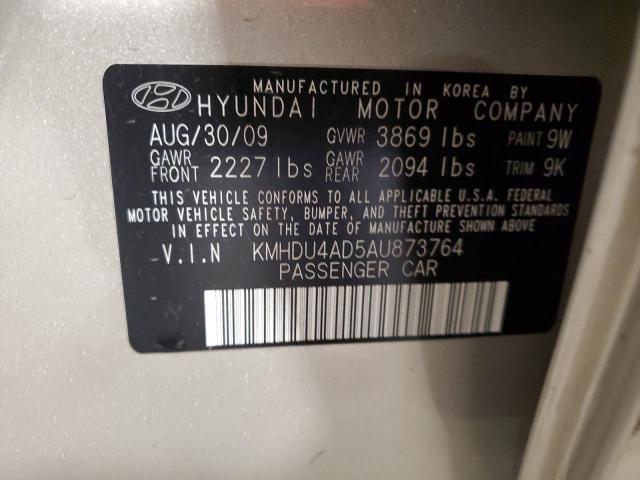 MANUFACTURED IN KOREA BY
HYUNDAI MOTOR COMPANY
AUG/30/09 GVWR 3869 lbs PAINT 9W
GAWR FRONT 2227 lbs GAWR REAR 2094 lbs TRIM 9K
THIS VEHICLE CONFORMS TO ALL APPLICABLE U.S.A. FEDERAL
MOTOR VEHICLE SAFETY, BUMPER, AND THEFT PREVENTION STANDARDS
IN EFFECT ON THE DATE OF MANUFACTURE SHOWN ABOVE.
V.I.N KMHDU4AD5AU873764
PASSENGER CAR